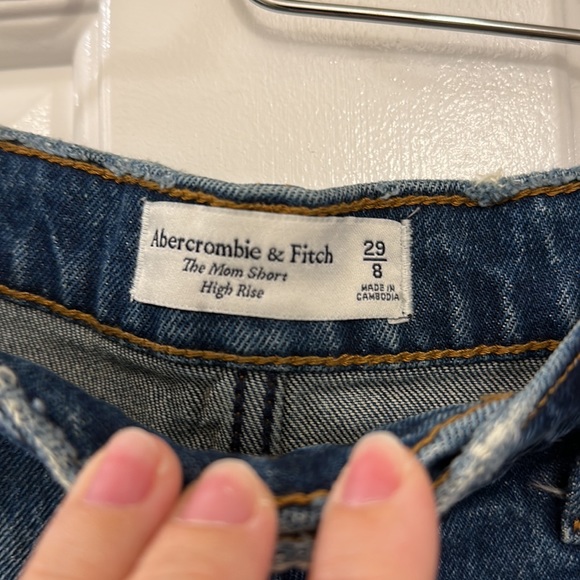 Abercrombie & Fitch
The Mom Short
High Rise
29
8
MADE IN
CAMBODIA